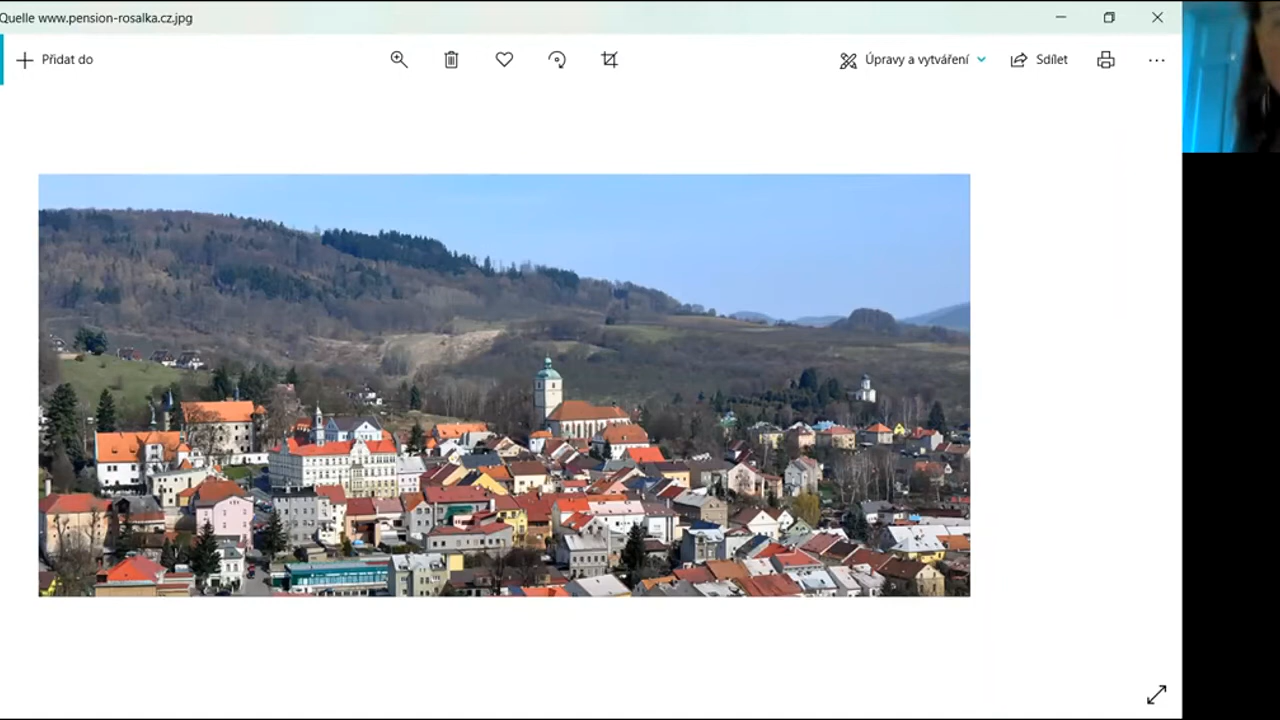 Quelle www.pension-rosalka.cz.jpg
Přidat do
Úpravy a vytváření
Sdílet